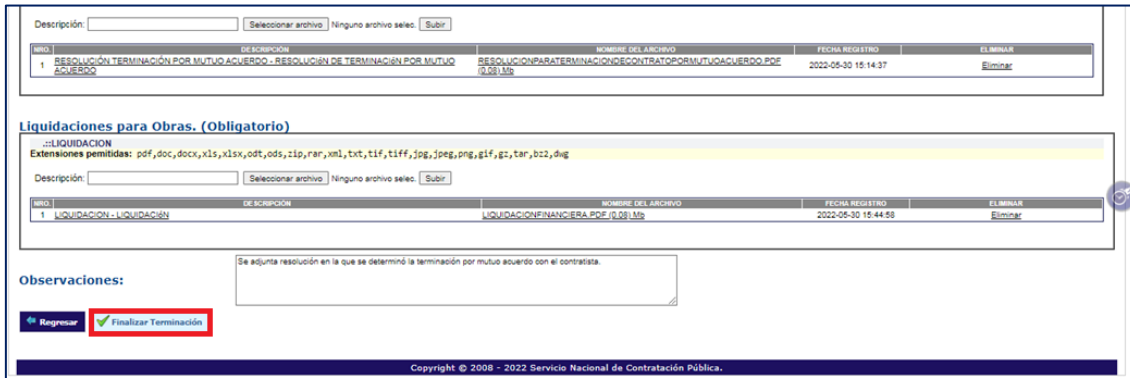 Descripción: Seleccionar archivo Ninguno archivo selec. Subir
NRO. DESCRIPCIÓN NOMBRE DEL ARCHIVO FECHA REGISTRO ELIMINAR
1 RESOLUCIÓN TERMINACIÓN POR MUTUO ACUERDO - RESOLUCIóN DE TERMINACIóN POR MUTUO ACUERDO RESOLUCIONPARATERMINACIONDECONTRATOPORMUTUOACUERDO.PDF (0.08) Mb 2022-05-30 15:14:37 Eliminar
Liquidaciones para Obras. (Obligatorio)
.::LIQUIDACION
Extensiones pemitidas: pdf,doc,docx,xls,xlsx,odt,ods,zip,rar,xml,txt,tif,tiff,jpg,jpeg,png,gif,gz,tar,bz2,dwg
Descripción: Seleccionar archivo Ninguno archivo selec. Subir
NRO. DESCRIPCIÓN NOMBRE DEL ARCHIVO FECHA REGISTRO ELIMINAR
1 LIQUIDACION - LIQUIDACIóN LIQUIDACIONFINANCIERA.PDF (0.08) Mb 2022-05-30 15:44:58 Eliminar
Se adjunta resolución en la que se determinó la terminación por mutuo acuerdo con el contratista.
Observaciones:
Regresar Finalizar Terminación
Copyright © 2008 - 2022 Servicio Nacional de Contratación Pública.